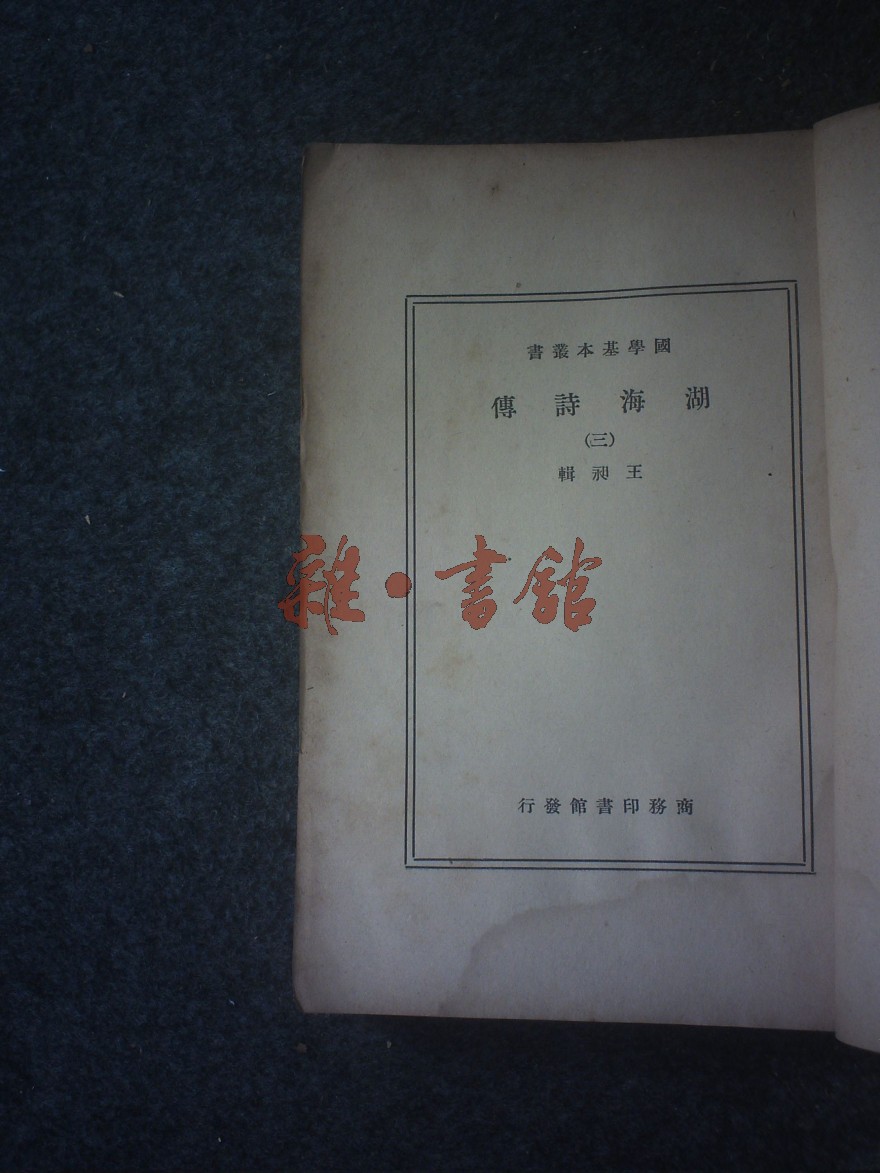 國學基本叢書
湖海詩傳
(三)
王昶輯
雜·書館
商務印書館發行